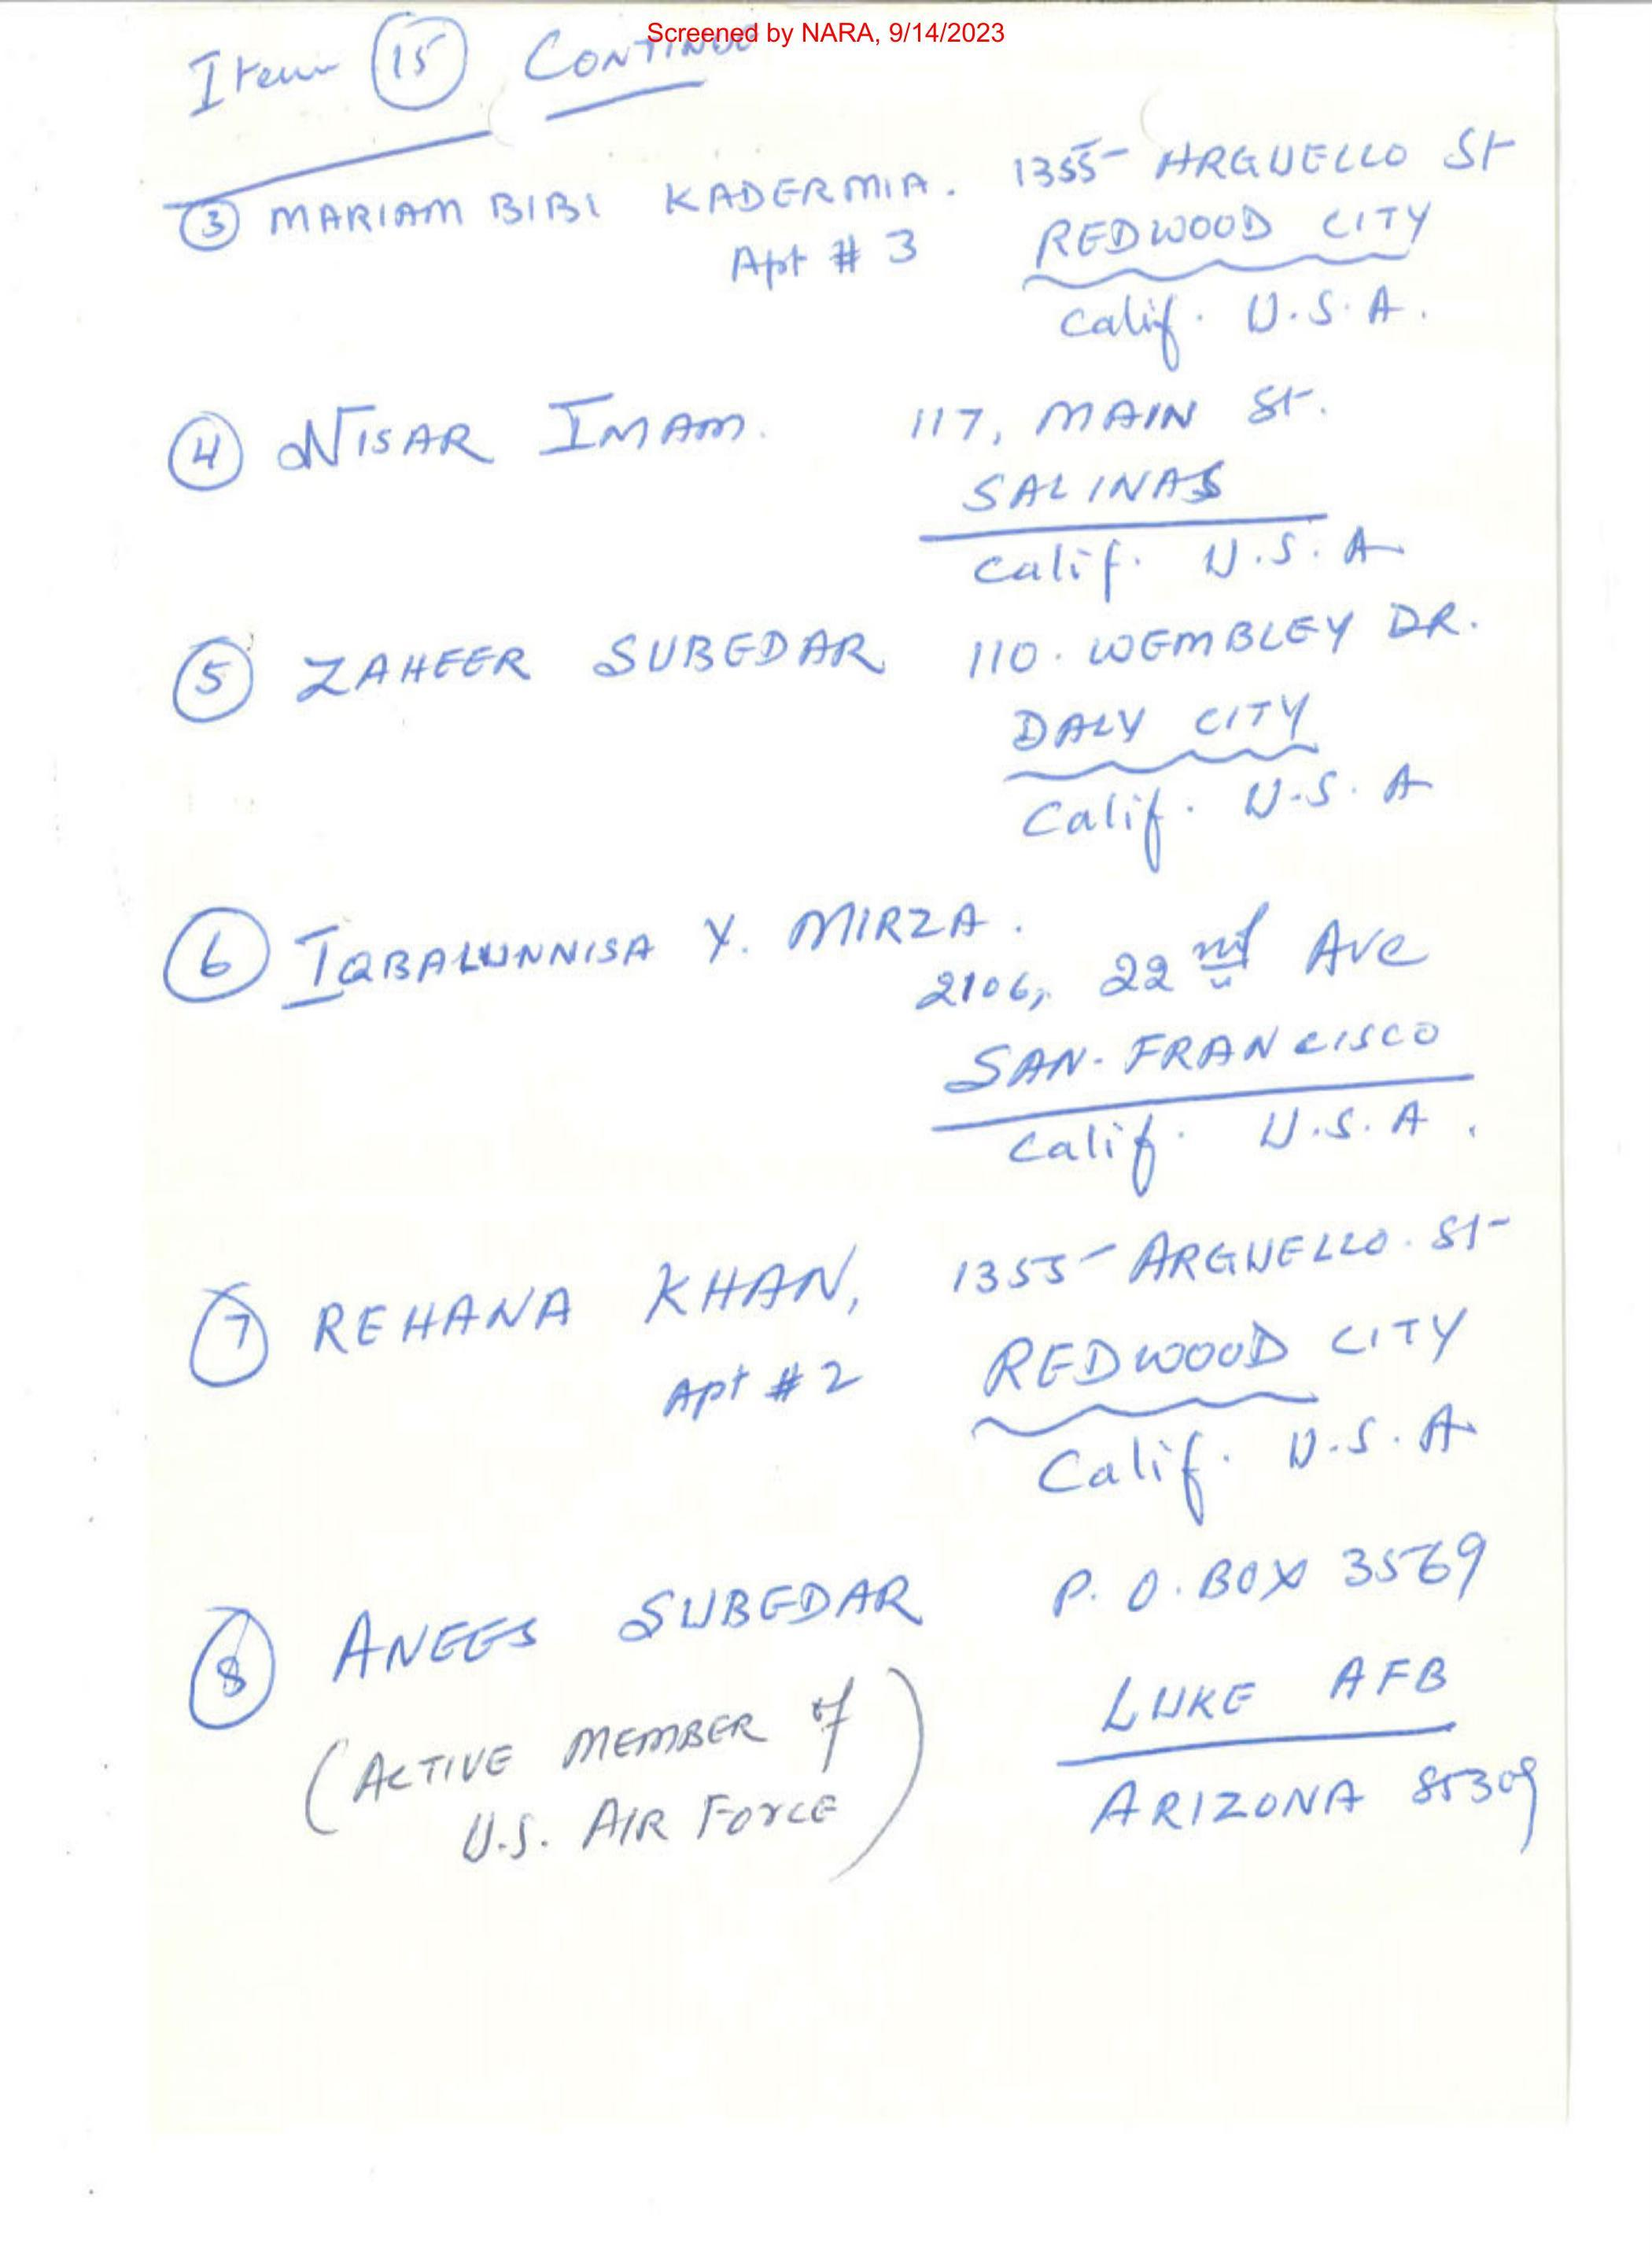 Screened by NARA, 9/14/2023
Item 15 CONTINUE
3 MARIAM BIBI KADERMIA. 1355- ARGUELLO St
Apt # 3 REDWOOD CITY
Calif. U.S.A.
4 NISAR IMAM. 117, MAIN St.
SALINAS
Calif. U.S.A
5 ZAHEER SUBEDAR 110. WEMBLEY DR.
DALY CITY
Calif. U.S.A
6 IQBALUNNISA Y. MIRZA.
2106, 22nd Ave
SAN-FRANCISCO
Calif. U.S.A.
7 REHANA KHAN, 1355- ARGUELLO. St-
Apt # 2 REDWOOD CITY
Calif. U.S.A
8 ANEES SUBEDAR P.O.BOX 3569
(ACTIVE MEMBER of LUKE AFB
U.S. AIR FORCE) ARIZONA 85309